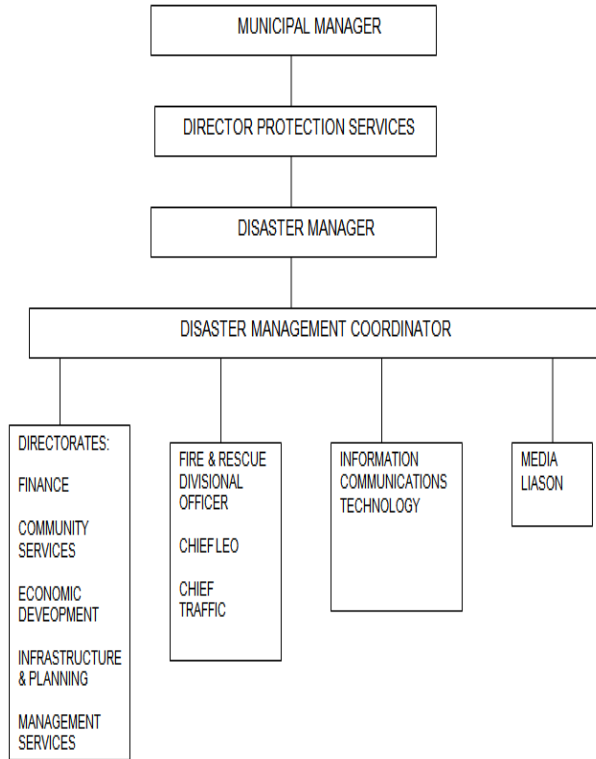 MUNICIPAL MANAGER
DIRECTOR PROTECTION SERVICES
DISASTER MANAGER
DISASTER MANAGEMENT COORDINATOR
DIRECTORATES:
FINANCE
COMMUNITY
SERVICES
ECONOMIC
DEVEOPMENT
INFRASTRUCTURE
& PLANNING
MANAGEMENT
SERVICES
FIRE & RESCUE
DIVISIONAL
OFFICER
CHIEF LEO
CHIEF
TRAFFIC
INFORMATION
COMMUNICATIONS
TECHNOLOGY
MEDIA
LIASON